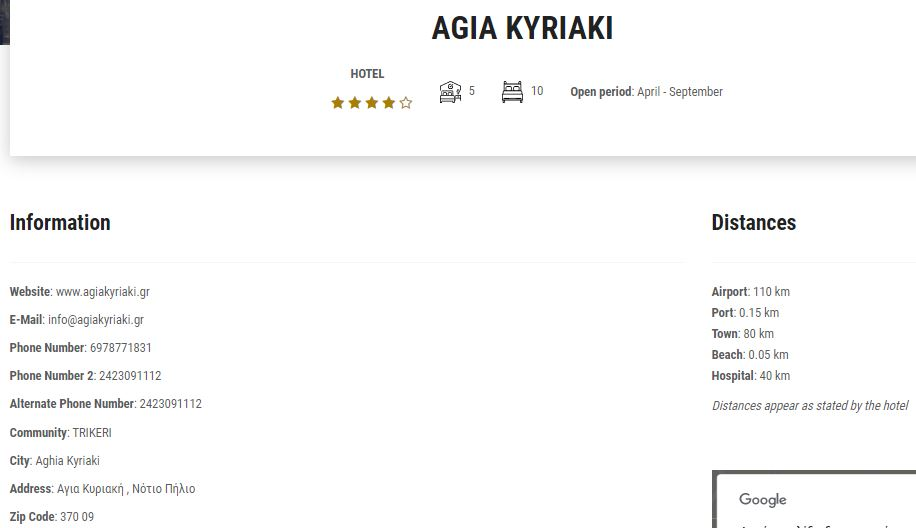 AGIA KYRIAKI
HOTEL
5
10
Open period: April - September
Information
Website: www.agiakyriaki.gr
E-Mail: info@agiakyriaki.gr
Phone Number: 6978771831
Phone Number 2: 2423091112
Alternate Phone Number: 2423091112
Community: TRIKERI
City: Aghia Kyriaki
Address: Αγια Κυριακή , Νότιο Πήλιο
Zip Code: 370 09
Distances
Airport: 110 km
Port: 0.15 km
Town: 80 km
Beach: 0.05 km
Hospital: 40 km
Distances appear as stated by the hotel
Google